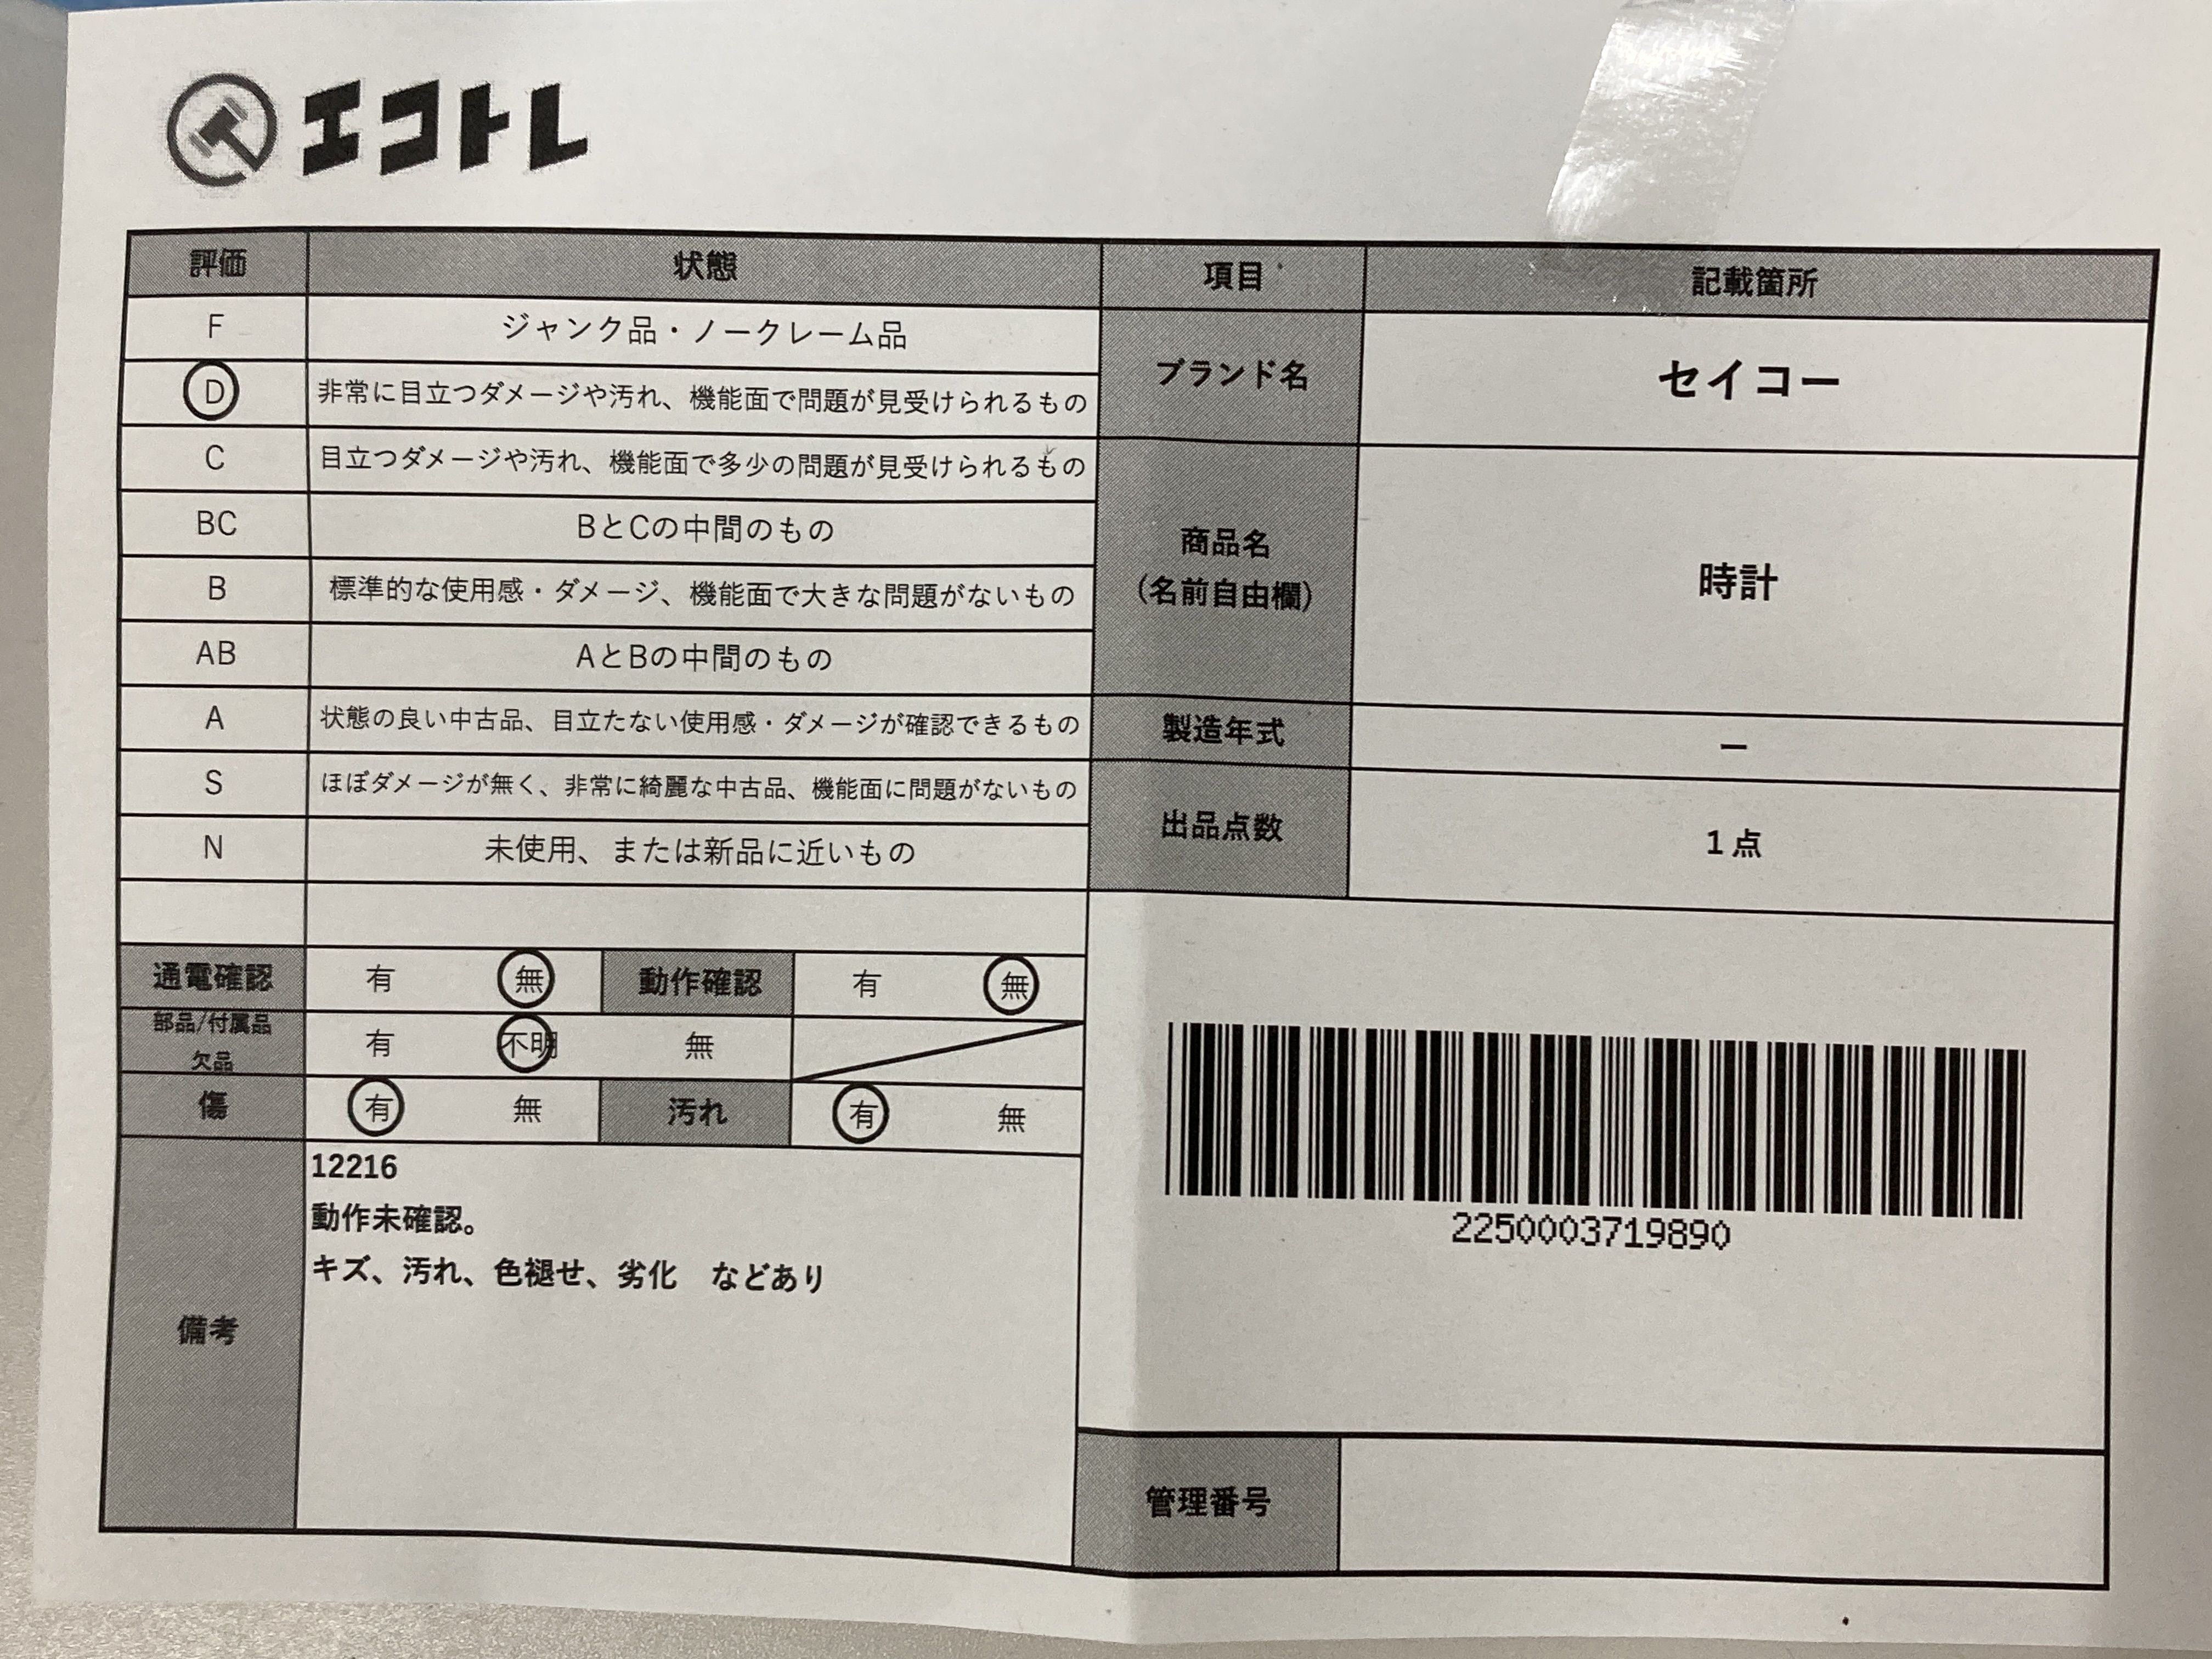 エコトレ
評価 状態
F ジャンク品・ノークレーム品
D 非常に目立つダメージや汚れ、機能面で問題が見受けられるもの
C 目立つダメージや汚れ、機能面で多少の問題が見受けられるもの
BC BとCの中間のもの
B 標準的な使用感・ダメージ、機能面で大きな問題がないもの
AB AとBの中間のもの
A 状態の良い中古品、目立たない使用感・ダメージが確認できるもの
S ほぼダメージが無く、非常に綺麗な中古品、機能面に問題がないもの
N 未使用、または新品に近いもの
通電確認 有 無 動作確認 有 無
部品/付属品
欠品 有 不明 無
傷 有 無 汚れ 有 無
備考
12216
動作未確認。
キズ、汚れ、色褪せ、劣化 などあり
項目 記載箇所
ブランド名 セイコー
商品名
(名前自由欄) 時計
製造年式 ー
出品点数 1点
2250003719890
管理番号